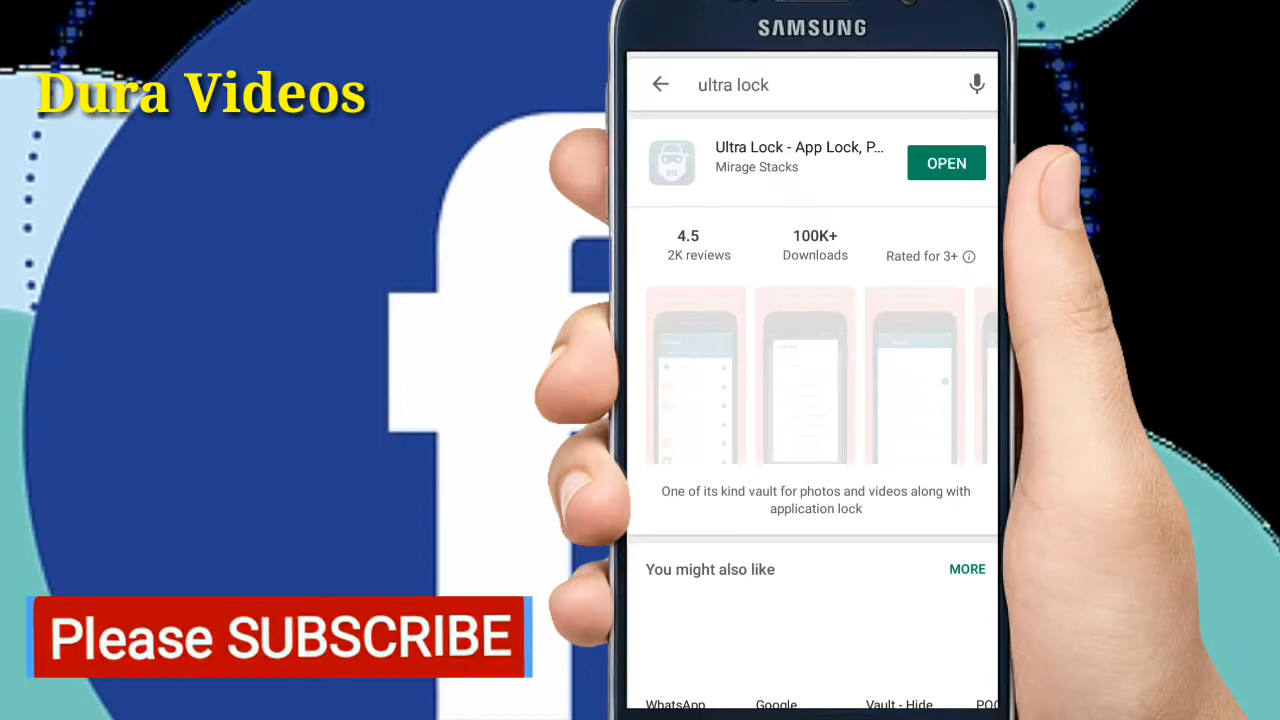 SAMSUNG
Dura Videos
ultra lock
Ultra Lock - App Lock, P...
Mirage Stacks
OPEN
4.5
2K reviews
100K+
Downloads
Rated for 3+
One of its kind vault for photos and videos along with
application lock
You might also like
MORE
Please SUBSCRIBE
WhatsApp
Google
Vault - Hide